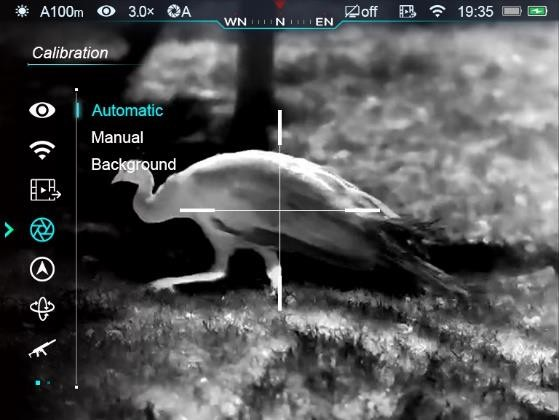 A100m 3.0× A off 19:35
WN N EN
Calibration
Automatic
Manual
Background